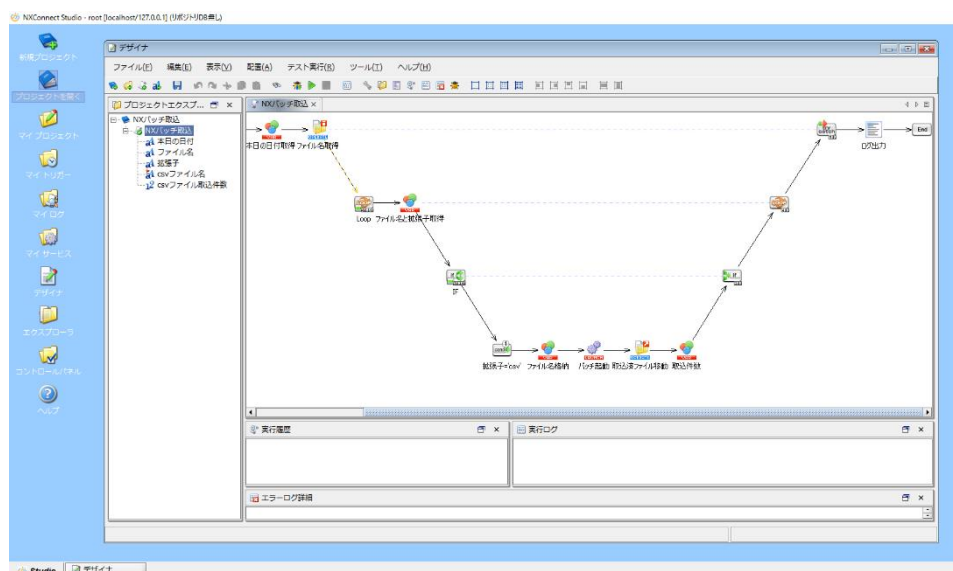 NXConnect Studio - root [localhost/127.0.0.1] (リポジトリDB無し)
新規プロジェクト
プロジェクトを開く
マイ プロジェクト
マイ トリガー
マイ ログ
マイ サービス
デザイナ
エクスプローラ
コントロールパネル
ヘルプ
デザイナ
ファイル(F) 編集(E) 表示(V) 配置(A) テスト実行(R) ツール(T) ヘルプ(H)
プロジェクトエクスプ...
NXバッチ取込
NXバッチ取込
本日の日付
ファイル名
拡張子
csvファイル名
csvファイル取込件数
NXバッチ取込
本日の日付取得 ファイル名取得
ログ出力
End
Loop ファイル名と拡張子取得
IF
拡張子='csv' ファイル名格納 バッチ起動 取込済ファイル移動 取込件数
実行履歴
実行ログ
エラーログ詳細
Studio デザイナ